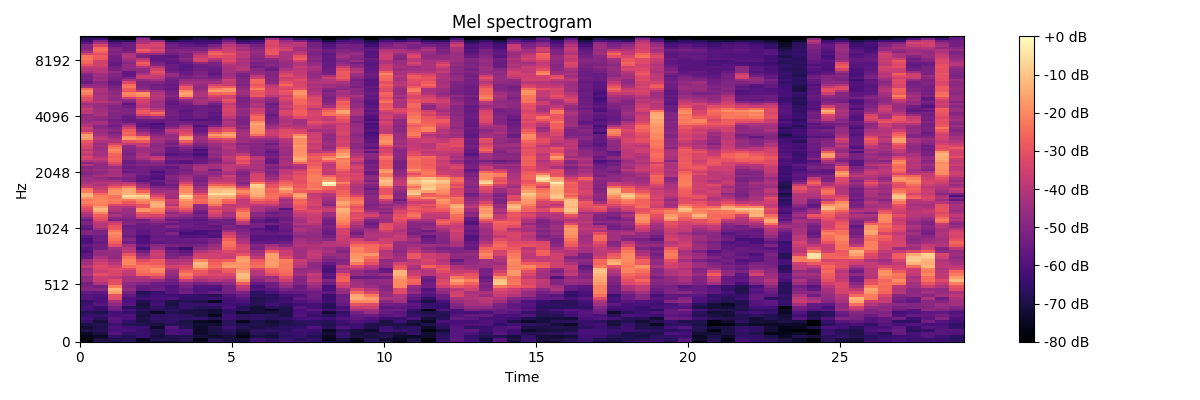 Mel spectrogram
+0 dB
8192
-10 dB
4096
-20 dB
-30 dB
2048
-40 dB
Hz
1024
-50 dB
-60 dB
512
-70 dB
0
-80 dB
0 5 10 15 20 25
Time